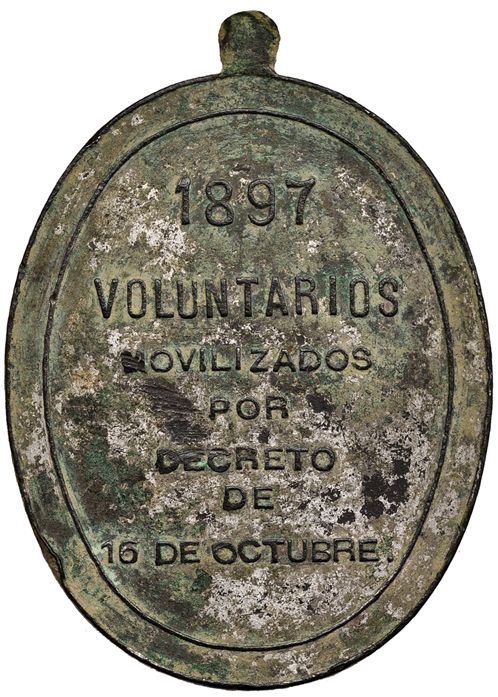 1897
VOLUNTARIOS
MOVILIZADOS
POR
DECRETO
DE
16 DE OCTUBRE.